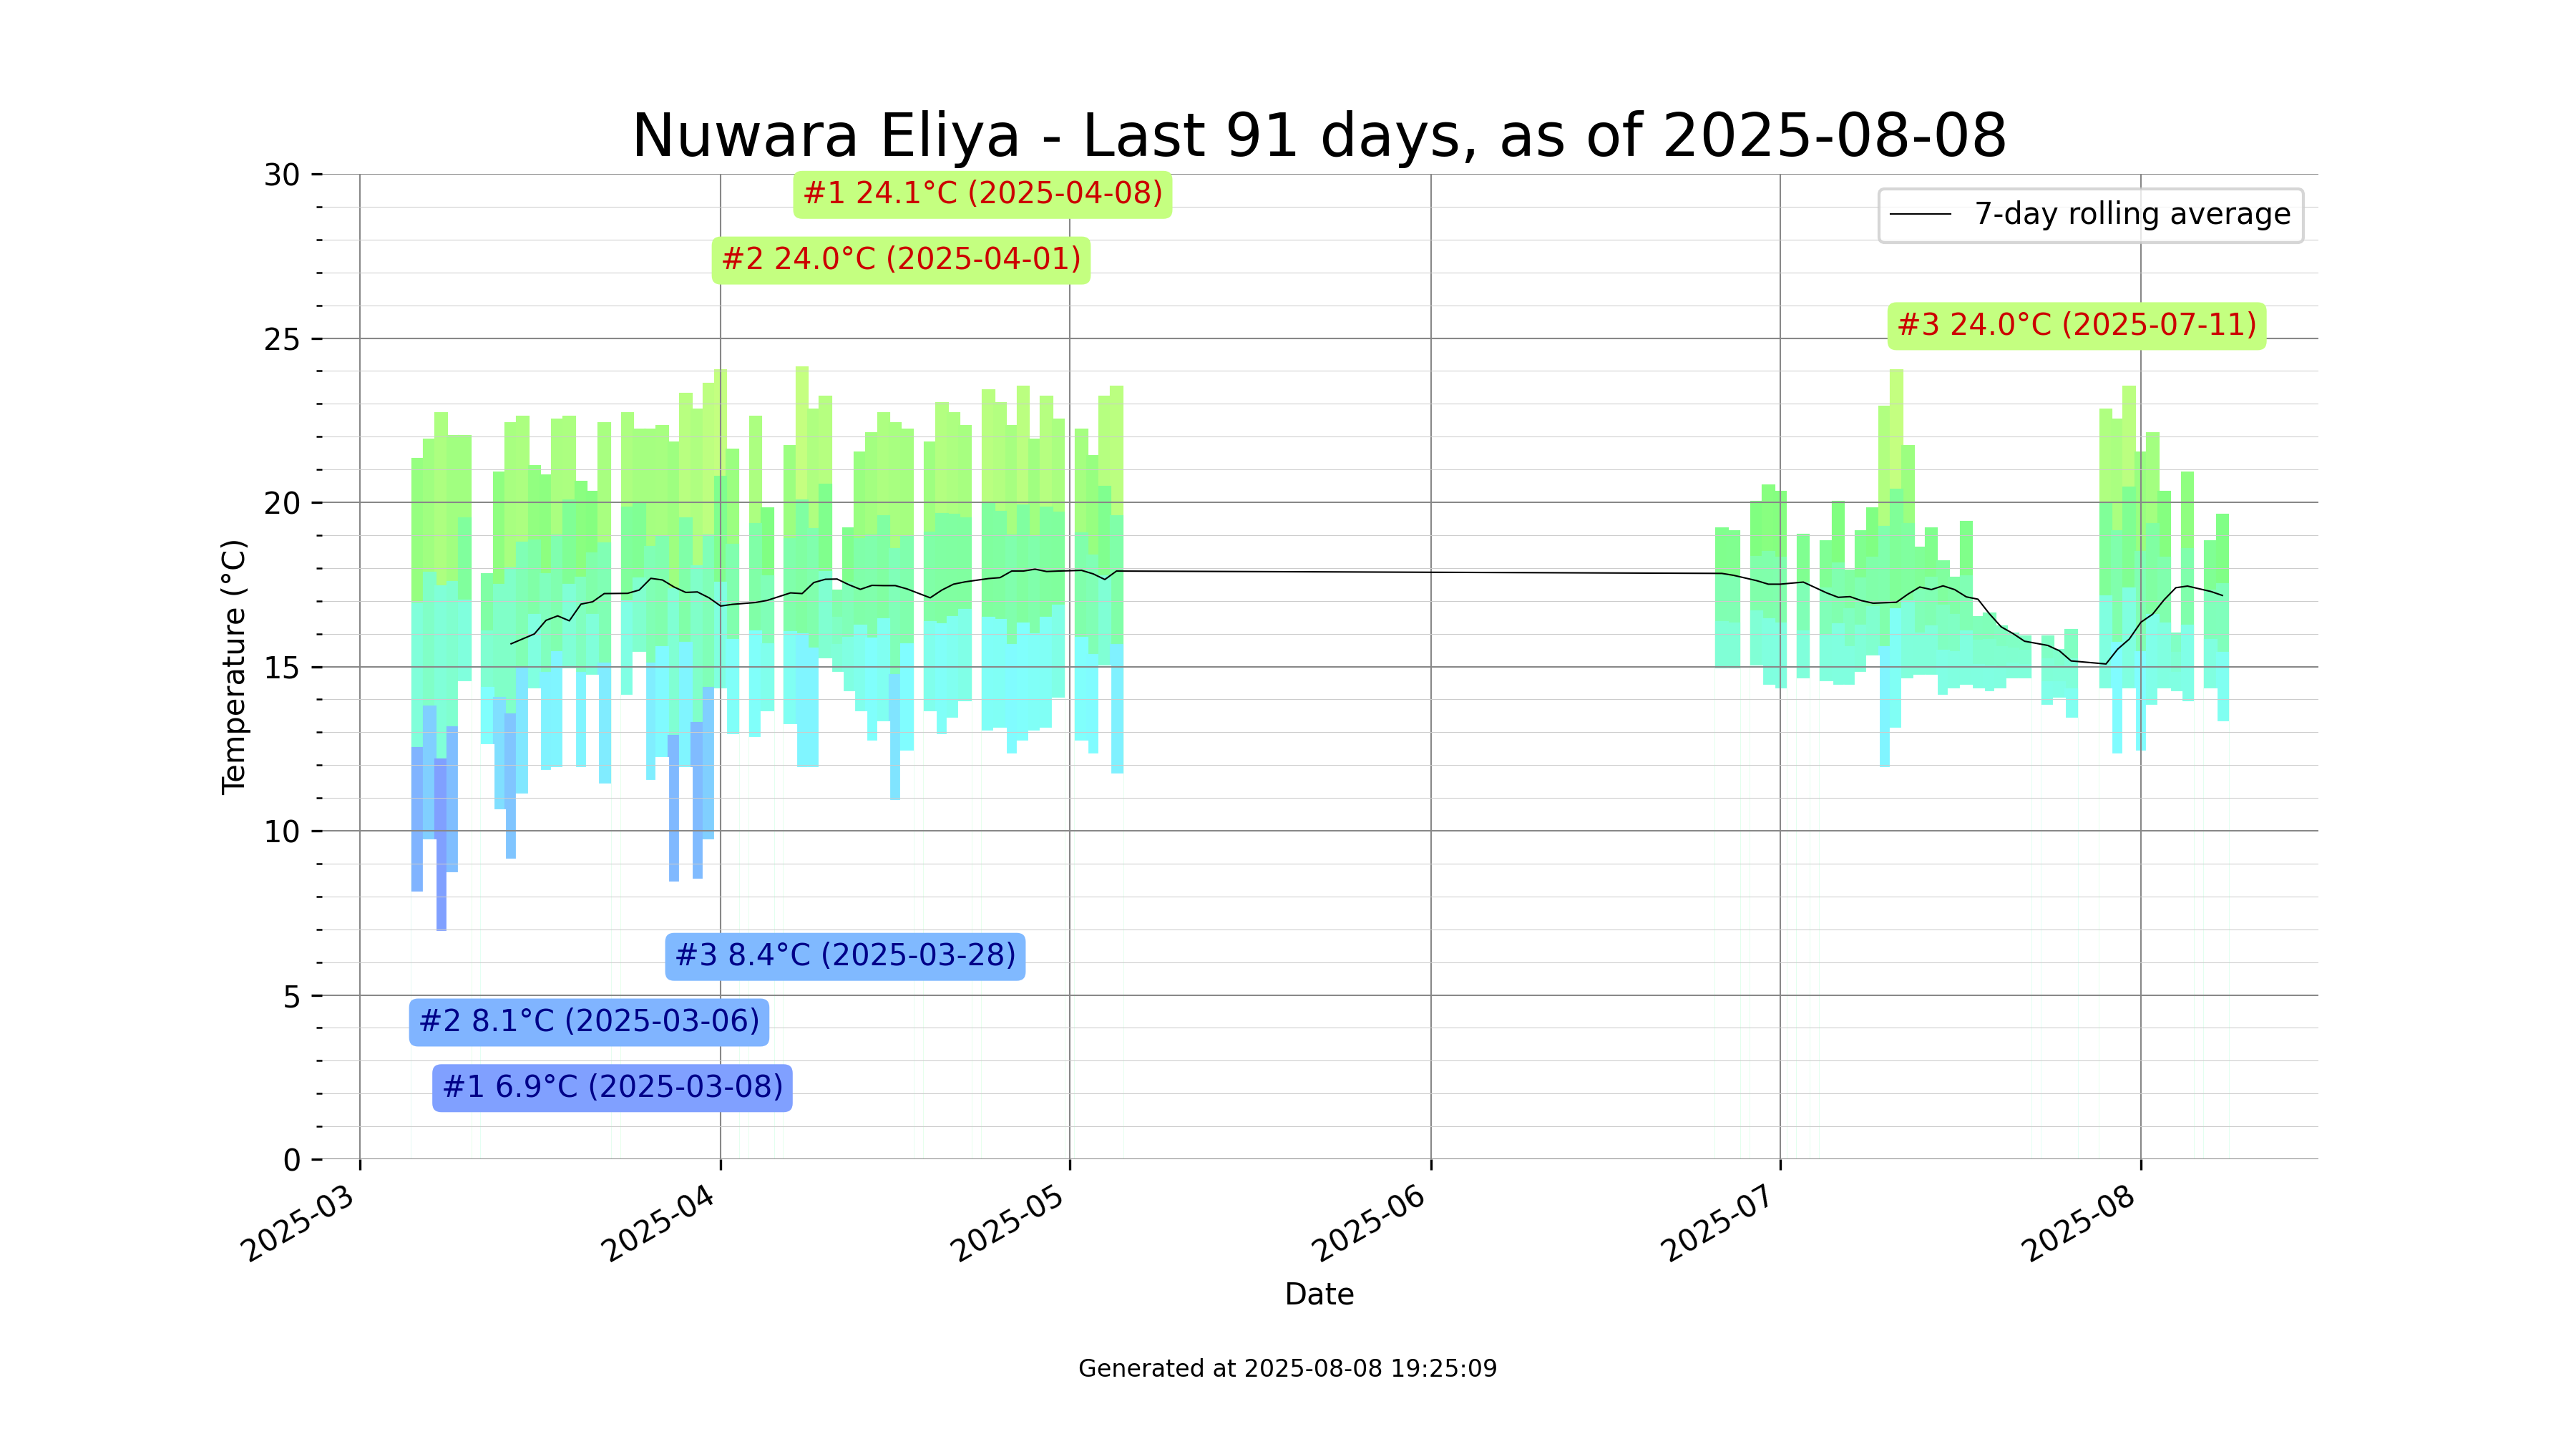 Nuwara Eliya - Last 91 days, as of 2025-08-08
30
#1 24.1°C (2025-04-08)
7-day rolling average
#2 24.0°C (2025-04-01)
#3 24.0°C (2025-07-11)
25
20
Temperature (°C)
15
10
#3 8.4°C (2025-03-28)
5
#2 8.1°C (2025-03-06)
#1 6.9°C (2025-03-08)
0
2025-03
2025-04
2025-05
2025-06
2025-07
2025-08
Date
Generated at 2025-08-08 19:25:09